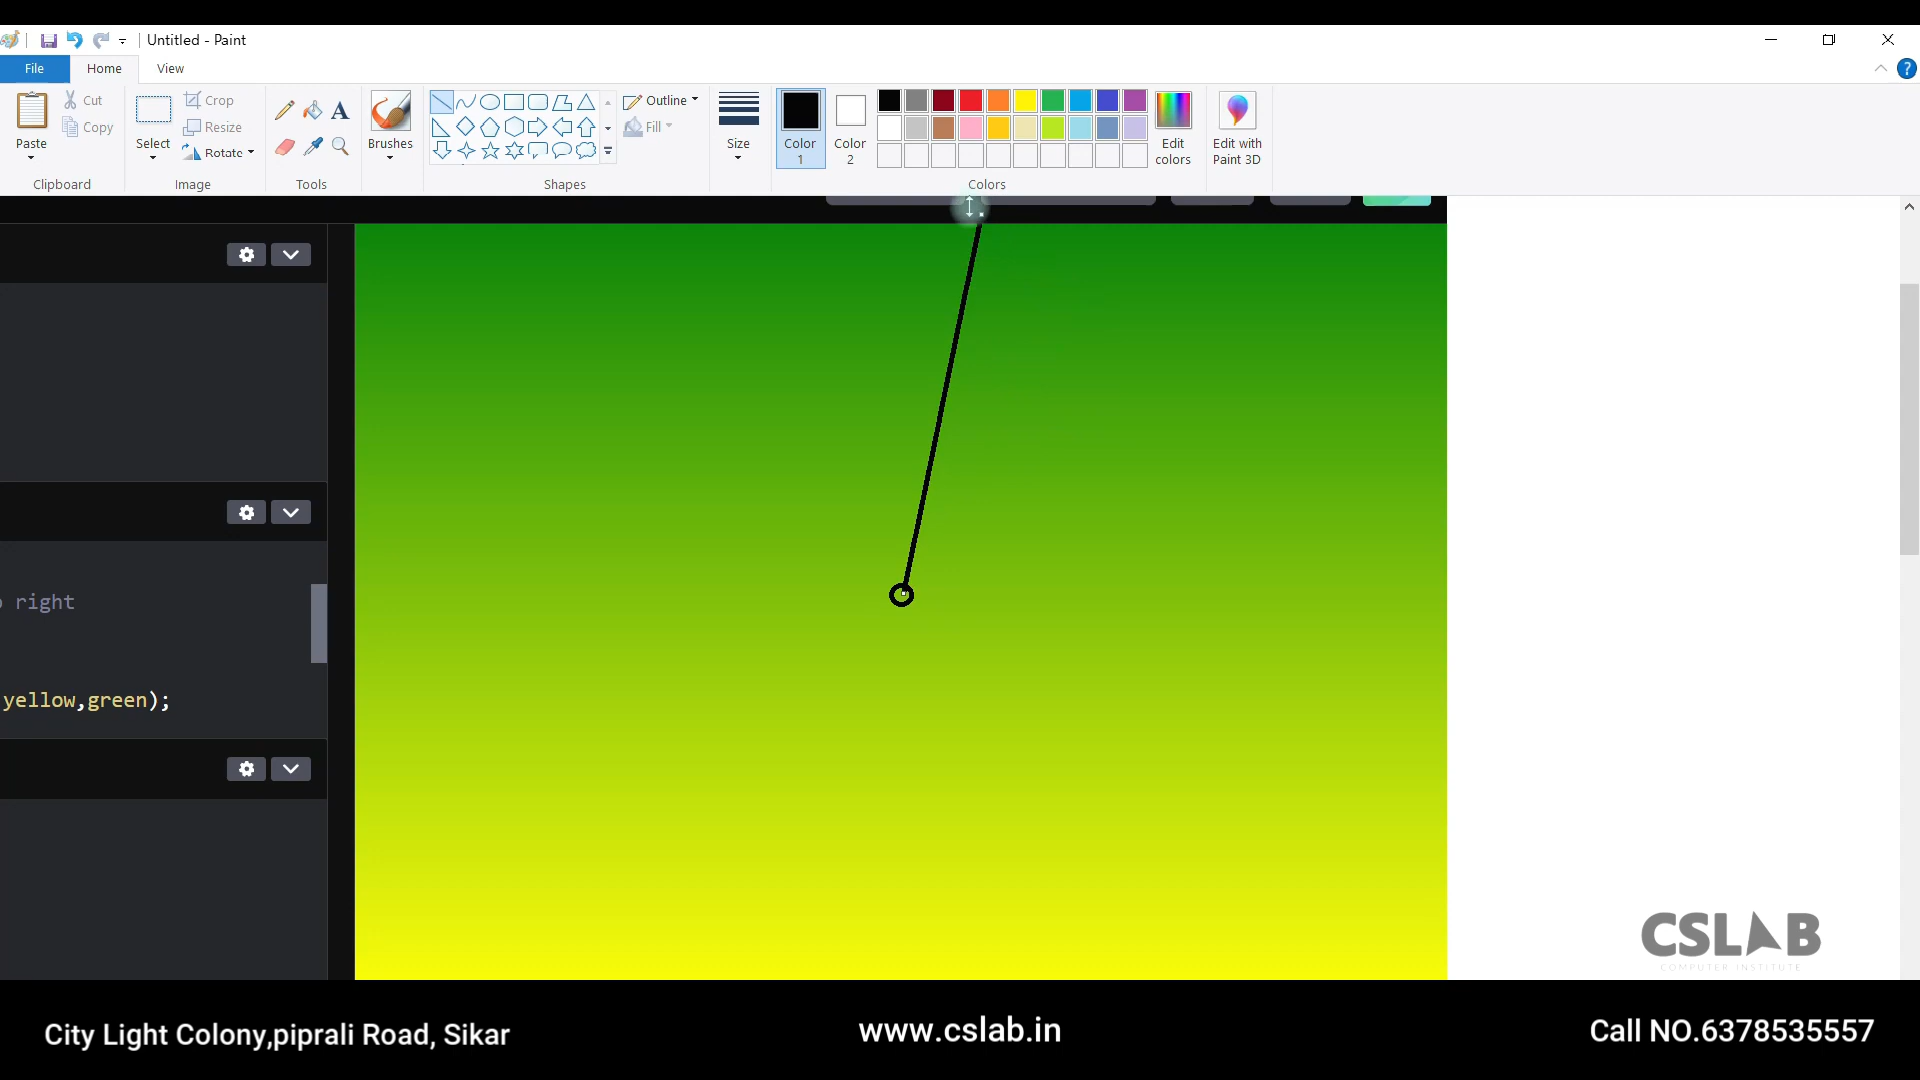 Untitled - Paint
File Home View
Paste Cut Copy Clipboard
Select Crop Resize Rotate Image
Tools
Brushes
Shapes
Outline Fill
Size
Color 1
Color 2
Edit colors
Colors
Edit with Paint 3D
right
yellow,green);
CSLAB
COMPUTER INSTITUTE
City Light Colony,piprali Road, Sikar
www.cslab.in
Call NO.6378535557